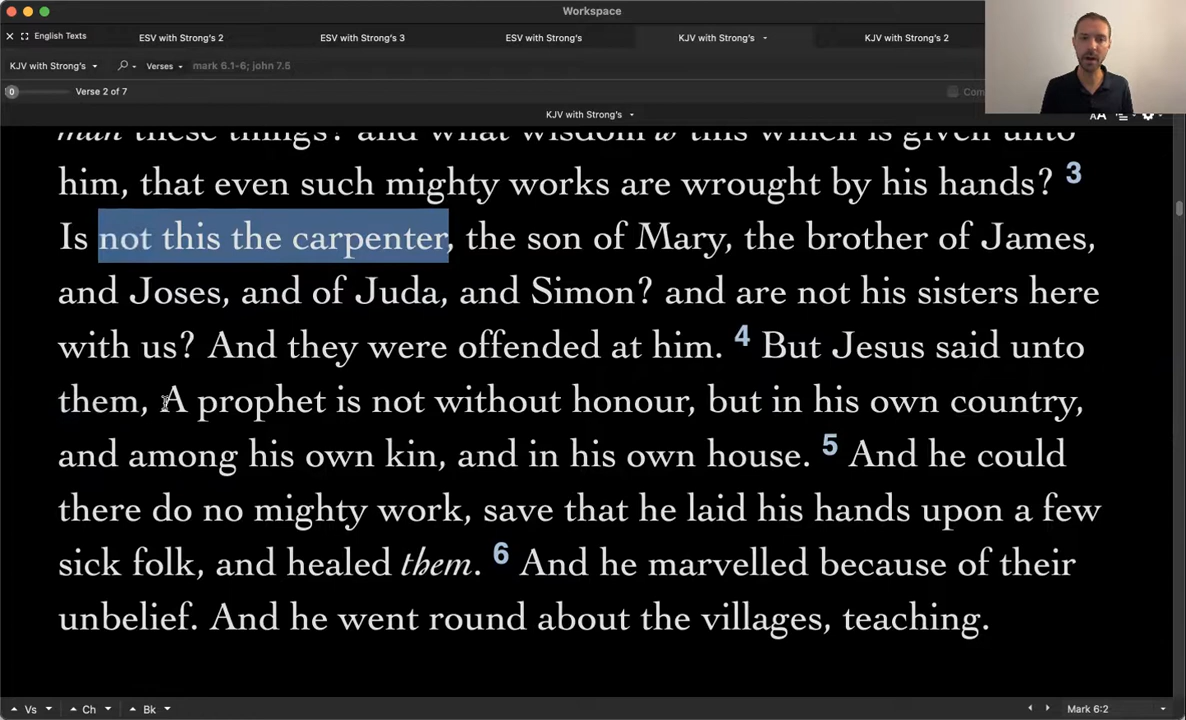 Workspace
English Texts
ESV with Strong's 2
ESV with Strong's 3
ESV with Strong's
KJV with Strong's
KJV with Strong's 2
KJV with Strong's
Verses
mark 6.1-6; john 7.5
0
Verse 2 of 7
KJV with Strong's
AA
man these things? and what wisdom is this which is given unto
him, that even such mighty works are wrought by his hands? 3
Is not this the carpenter, the son of Mary, the brother of James,
and Joses, and of Juda, and Simon? and are not his sisters here
with us? And they were offended at him. 4 But Jesus said unto
them, A prophet is not without honour, but in his own country,
and among his own kin, and in his own house. 5 And he could
there do no mighty work, save that he laid his hands upon a few
sick folk, and healed them. 6 And he marvelled because of their
unbelief. And he went round about the villages, teaching.
Vs
Ch
Bk
Mark 6:2